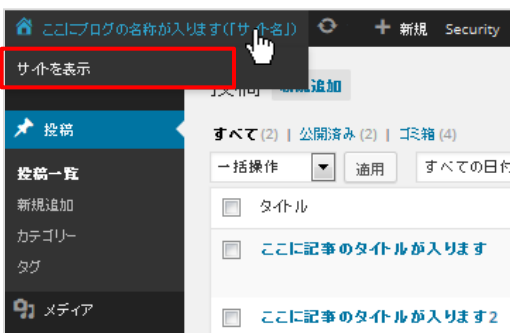 ここにブログの名称が入ります(「サイト名」) 新規 Security
サイトを表示
新規追加
投稿
すべて (2) | 公開済み (2) | ゴミ箱 (4)
投稿一覧
一括操作 適用 すべての日付
新規追加
タイトル
カテゴリー
ここに記事のタイトルが入ります
タグ
メディア
ここに記事のタイトルが入ります2